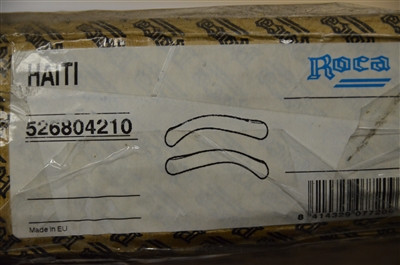 HAITI
Roca
526804210
Made in EU